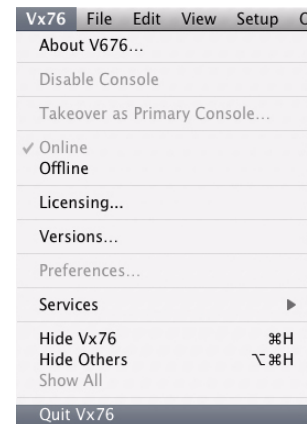 Vx76 File Edit View Setup
About V676...
Disable Console
Takeover as Primary Console...
✓ Online
Offline
Licensing...
Versions...
Preferences...
Services ▶
Hide Vx76 ⌘H
Hide Others ⌥⌘H
Show All
Quit Vx76